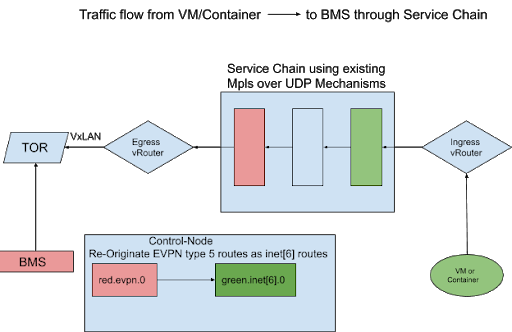 Traffic flow from VM/Container to BMS through Service Chain
Service Chain using existing
Mpls over UDP Mechanisms
TOR
VxLAN
Egress
vRouter
Ingress
vRouter
BMS
Control-Node
Re-Originate EVPN type 5 routes as inet[6] routes
red.evpn.0
green.inet[6].0
VM or
Container